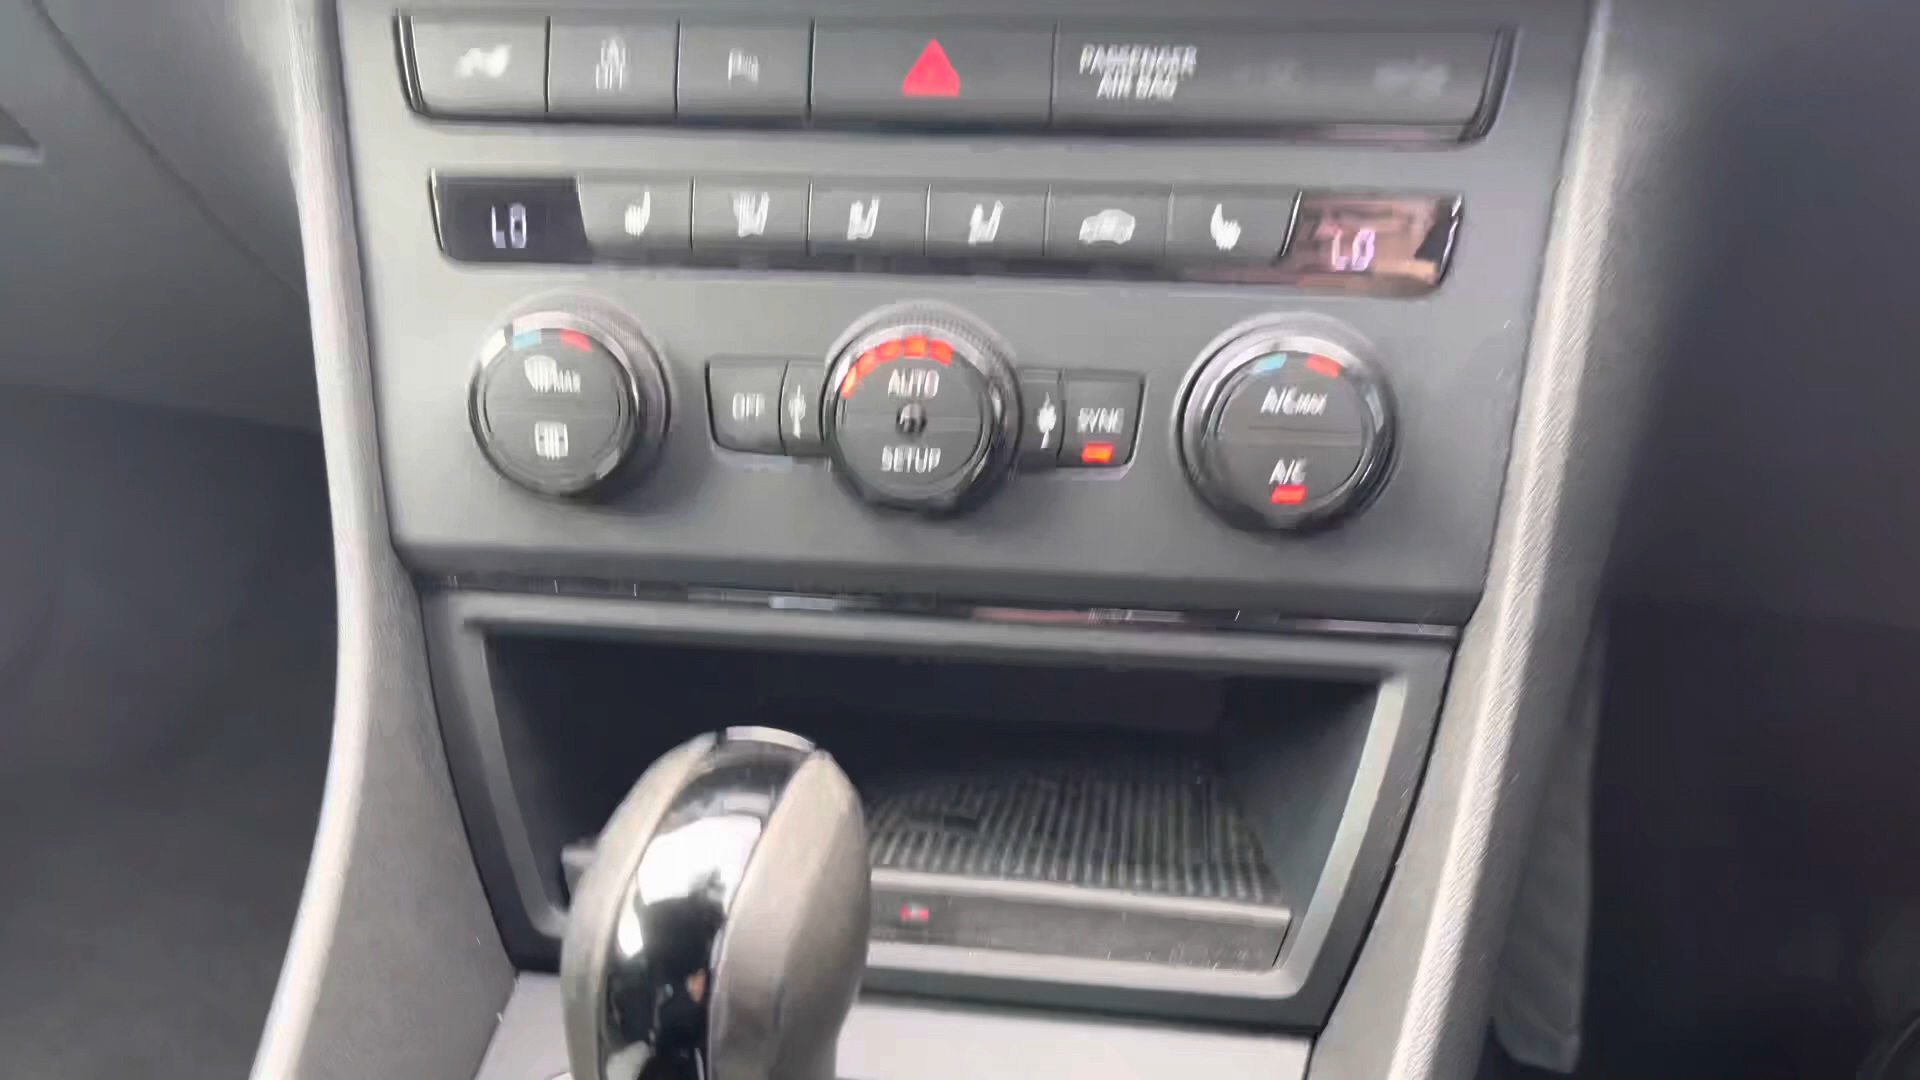 PASSENGER
AIR BAG
LO
LO
MAX
AUTO
SETUP
OFF
SYNC
A/C MAX
A/C